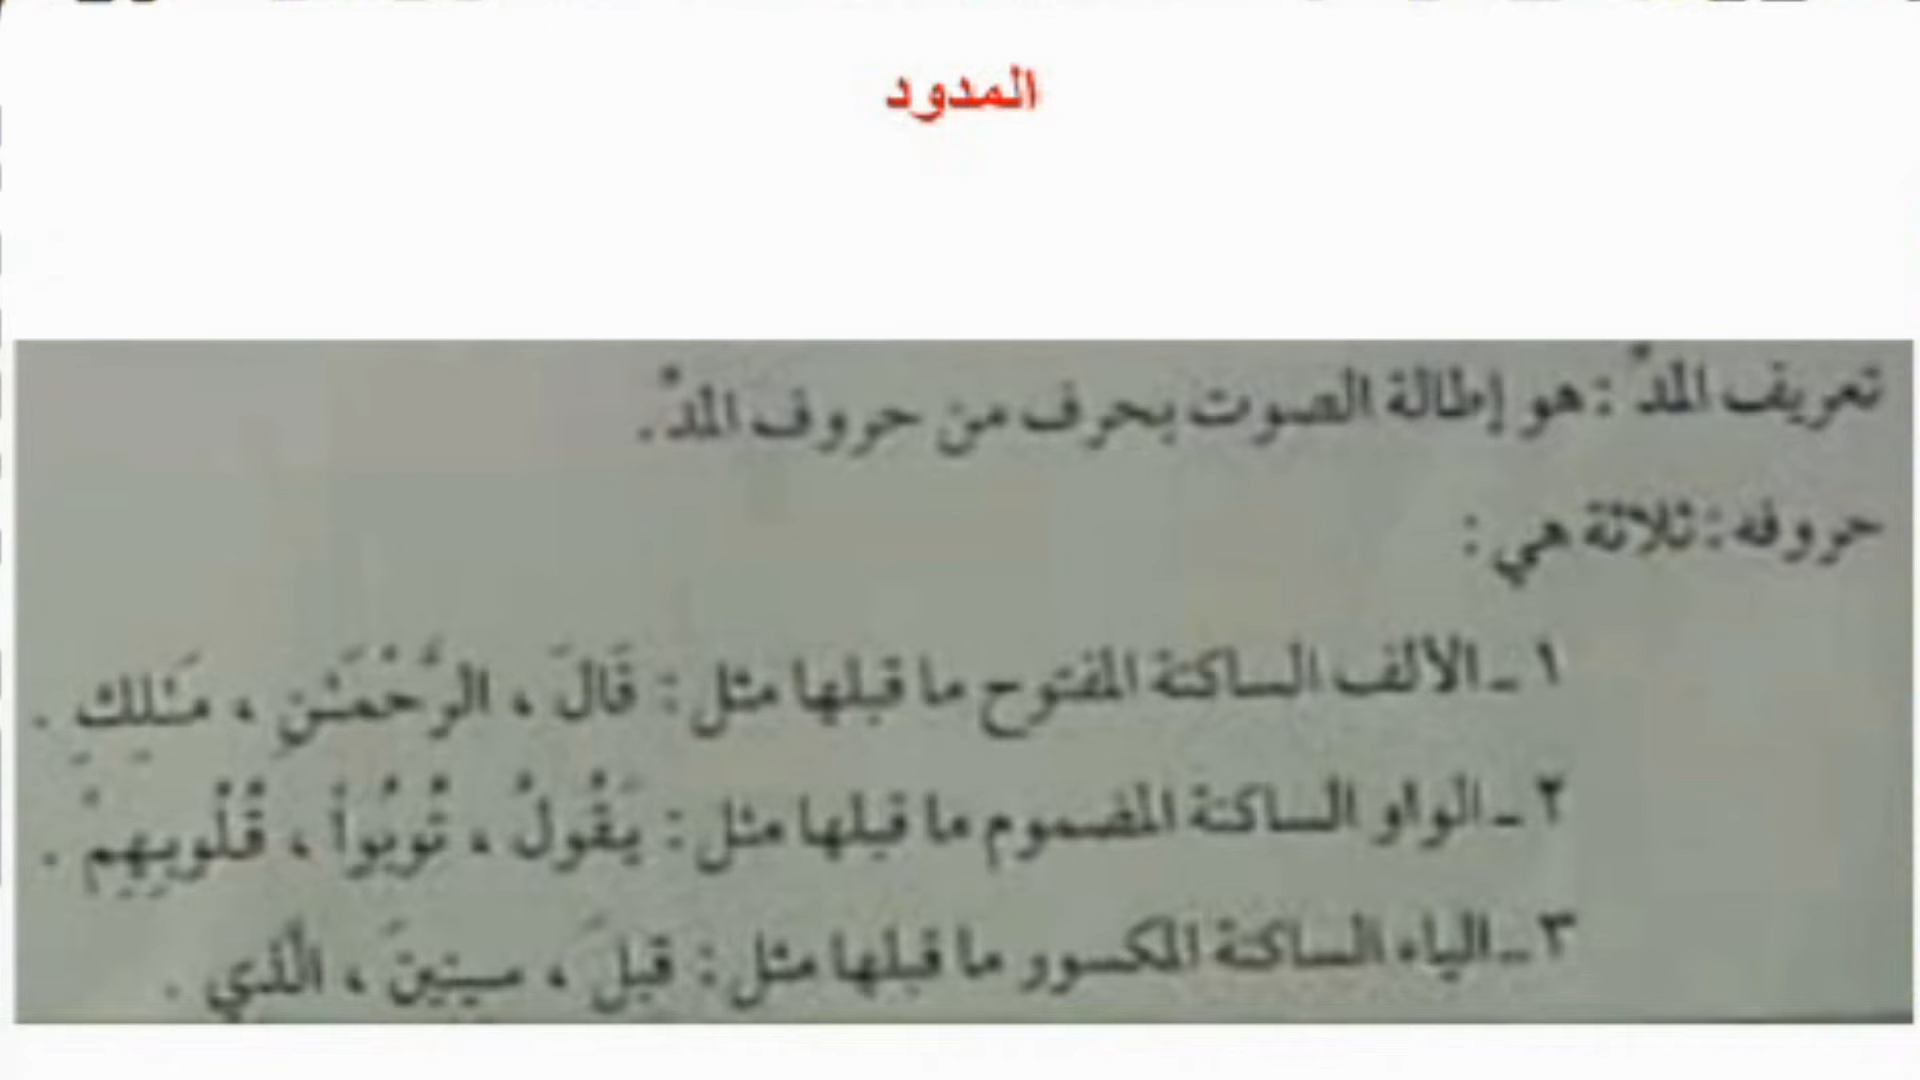 المدود
تعريف المدّ : هو إطالة الصوت بحرف من حروف المدّ .
حروفه : ثلاثة هي :
١ - الألف الساكنة المفتوح ما قبلها مثل : قَالَ ، الرَّحْمَـٰنِ ، مَـٰلِكِ .
٢ - الواو الساكنة المضموم ما قبلها مثل : يَقُولُ ، تُوبُواْ ، قُلُوبِهِمْ .
٣ - الياء الساكنة المكسور ما قبلها مثل : قِيلَ ، سِينِينَ ، الَّذِي .